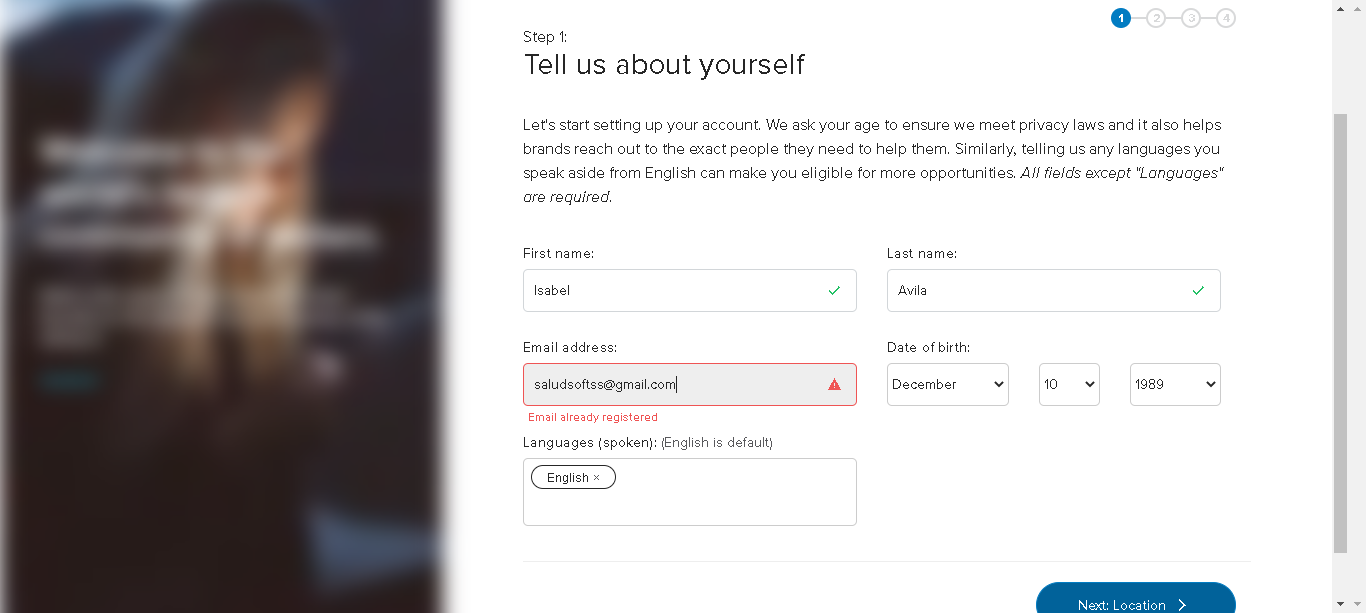 1 2 3 4
Step 1:
Tell us about yourself
Let's start setting up your account. We ask your age to ensure we meet privacy laws and it also helps
brands reach out to the exact people they need to help them. Similarly, telling us any languages you
speak aside from English can make you eligible for more opportunities. All fields except "Languages"
are required.
First name:
Last name:
Isabel
Avila
Email address:
Date of birth:
saludsoftss@gmail.com
December 10 1989
Email already registered
Languages (spoken): (English is default)
English ×
Next: Location